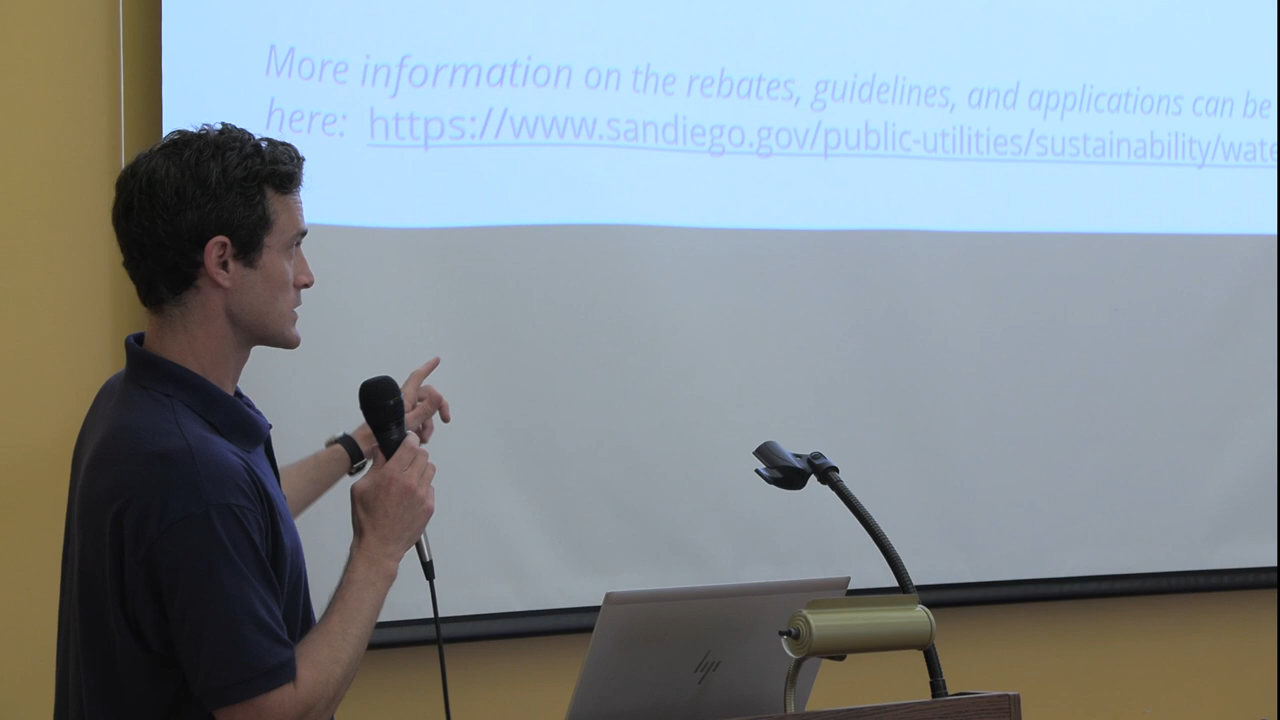 More information on the rebates, guidelines, and applications can be
here: https://www.sandiego.gov/public-utilities/sustainability/wate
hp